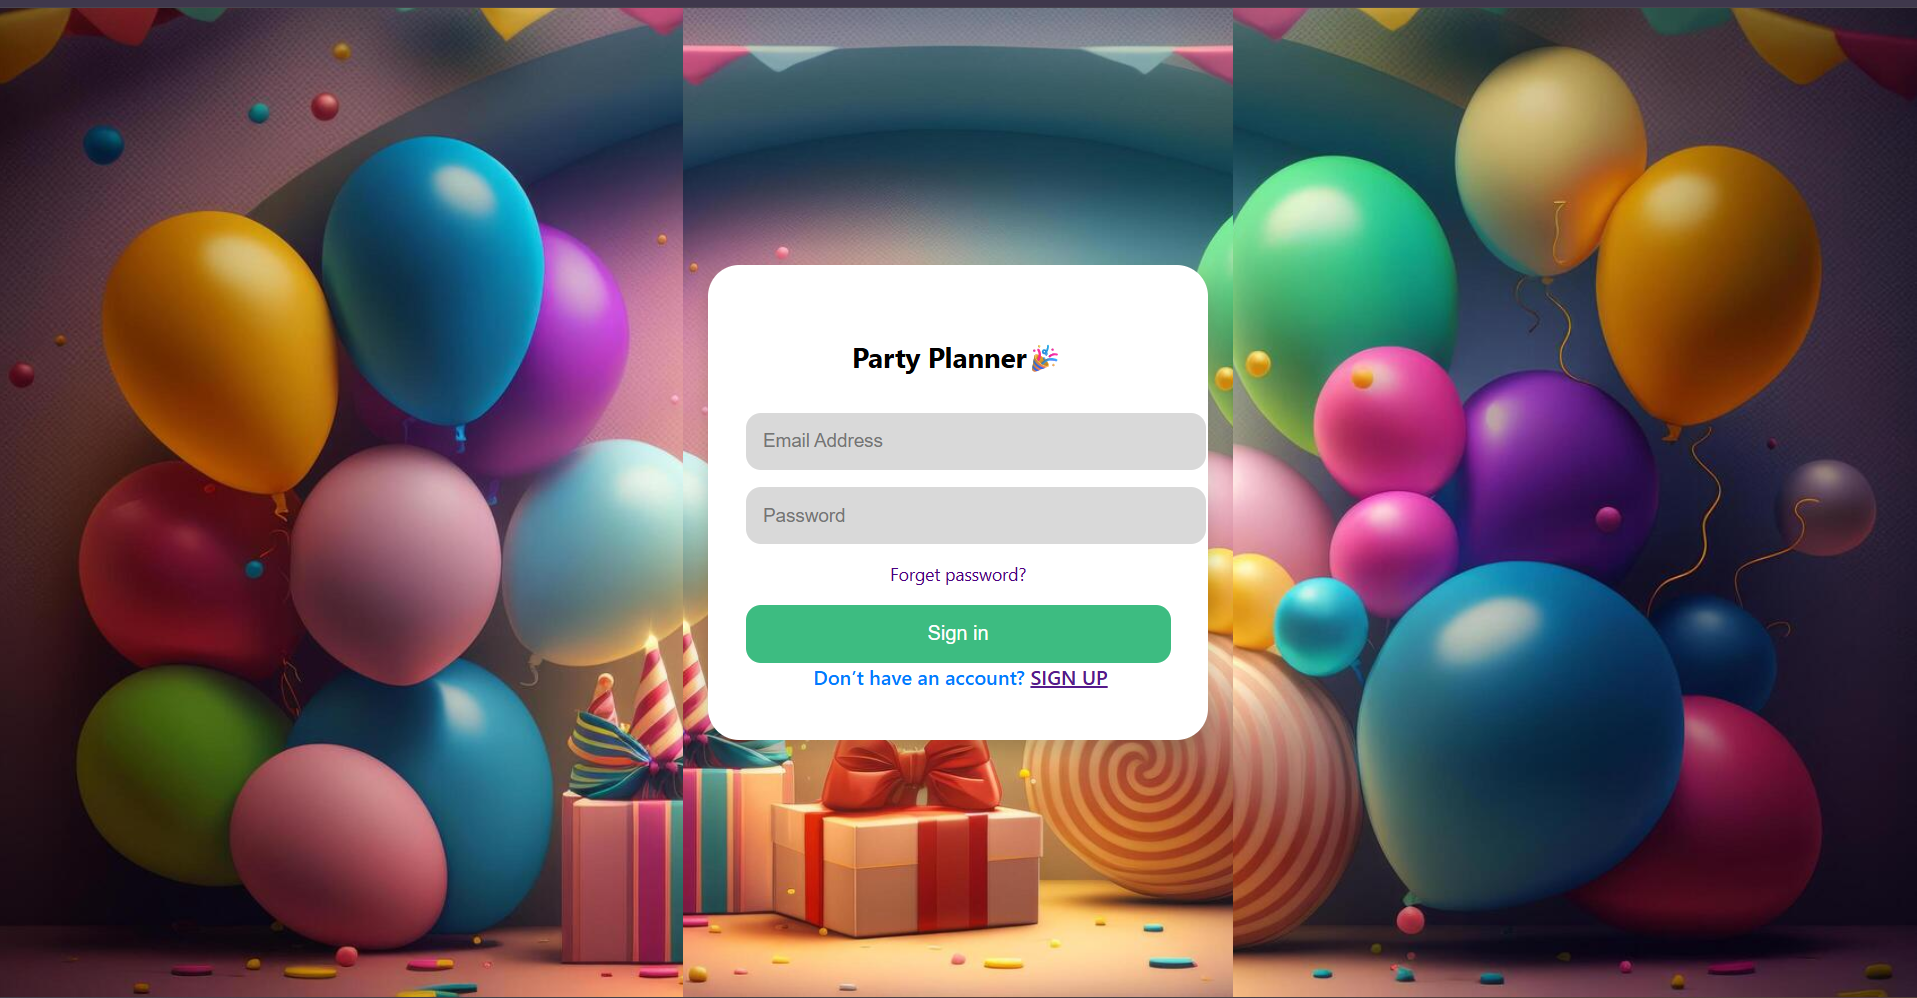 Party Planner🎉
Email Address
Password
Forget password?
Sign in
Don’t have an account? SIGN UP